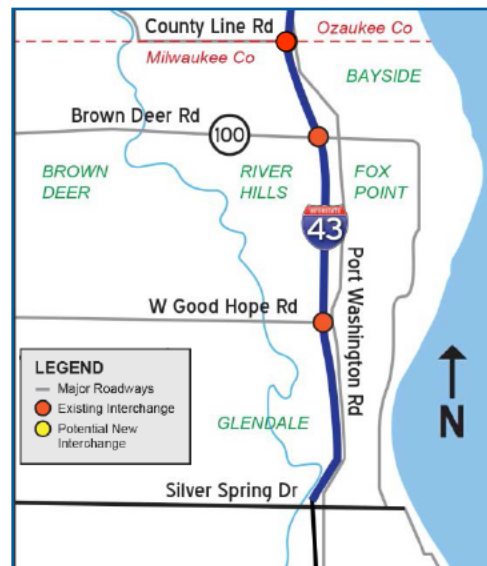 County Line Rd
Ozaukee Co
Milwaukee Co
BAYSIDE
Brown Deer Rd
100
BROWN
DEER
RIVER
HILLS
FOX
POINT
INTERSTATE
43
Port Washington Rd
W Good Hope Rd
LEGEND
Major Roadways
Existing Interchange
Potential New
Interchange
GLENDALE
N
Silver Spring Dr